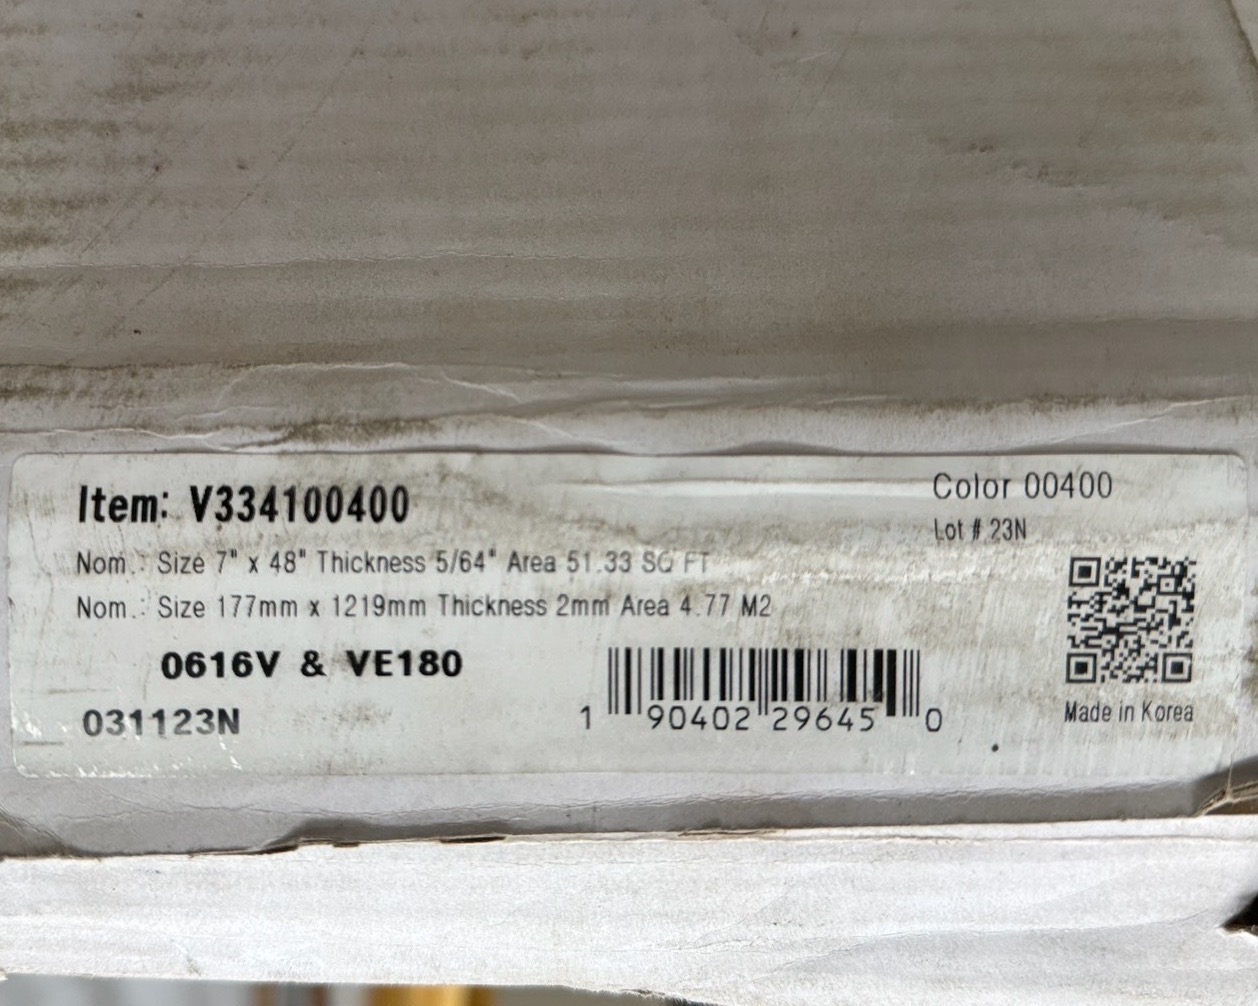 Item: V334100400
Color 00400
Lot # 23N
Nom.: Size 7" x 48" Thickness 5/64" Area 51.33 SQ FT
Nom.: Size 177mm x 1219mm Thickness 2mm Area 4.77 M2
0616V & VE180
031123N
1 90402 29645 0
Made in Korea